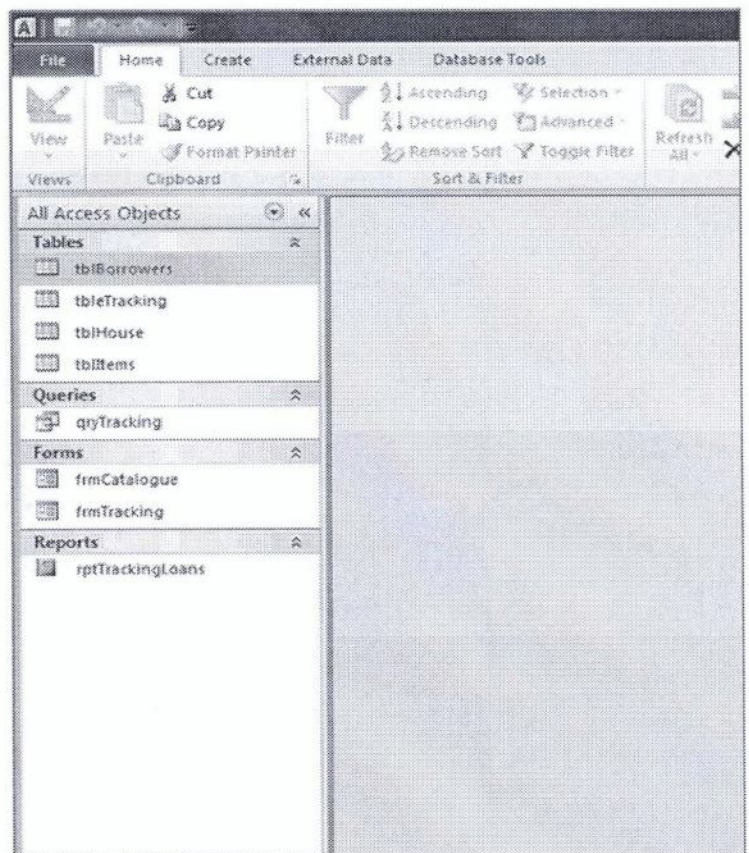 A
File Home Create External Data Database Tools
View
Paste
Cut
Copy
Format Painter
Filter
Ascending
Descending
Remove Sort
Selection
Advanced
Toggle Filter
Refresh
All
Views Clipboard Sort & Filter
All Access Objects
Tables
tblBorrowers
tbleTracking
tblHouse
tblItems
Queries
qryTracking
Forms
frmCatalogue
frmTracking
Reports
rptTrackingLoans